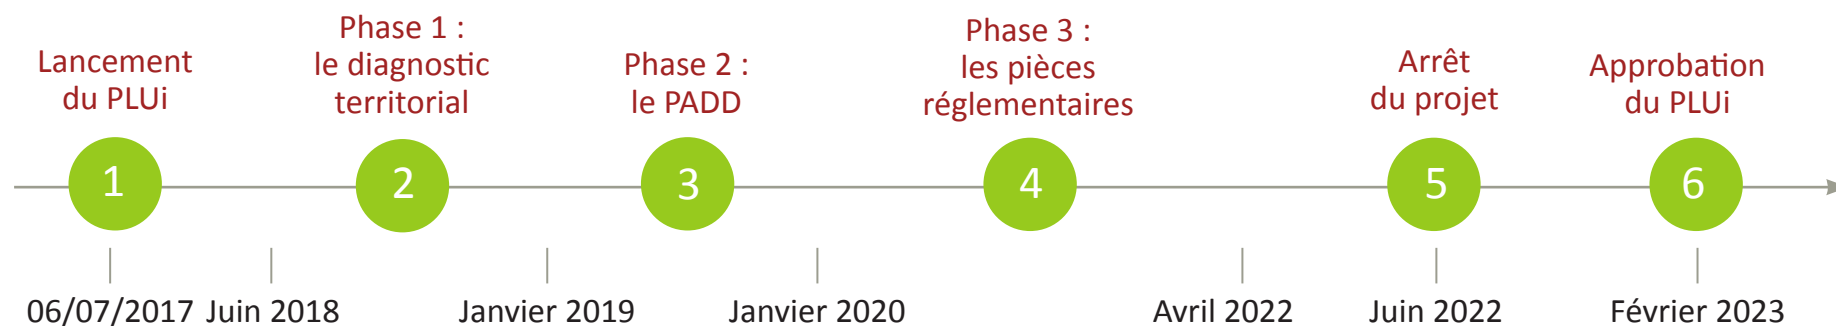 Lancement
du PLUi
Phase 1 :
le diagnostic
territorial
Phase 2 :
le PADD
Phase 3 :
les pièces
réglementaires
Arrêt
du projet
Approbation
du PLUi
1
2
3
4
5
6
06/07/2017
Juin 2018
Janvier 2019
Janvier 2020
Avril 2022
Juin 2022
Février 2023